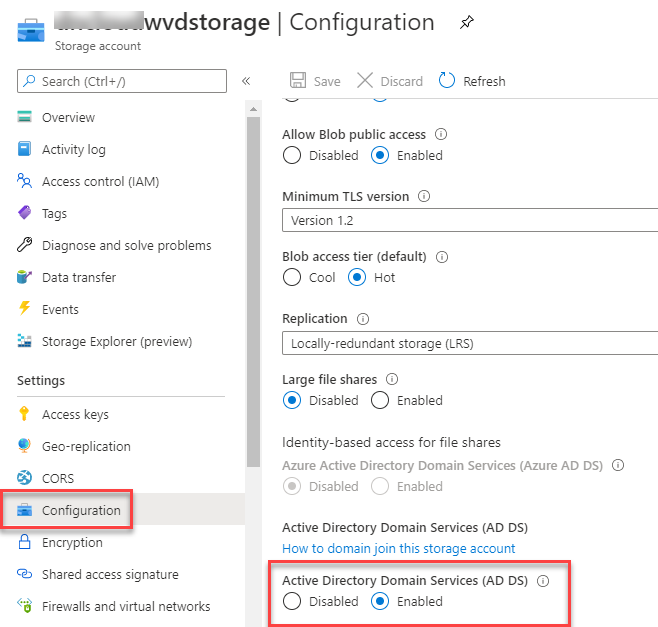 wvdstorage | Configuration
Storage account
Search (Ctrl+/)
«
Save
Discard
Refresh
Overview
Activity log
Access control (IAM)
Tags
Diagnose and solve problems
Data transfer
Events
Storage Explorer (preview)
Settings
Access keys
Geo-replication
CORS
Configuration
Encryption
Shared access signature
Firewalls and virtual networks
Allow Blob public access
Disabled Enabled
Minimum TLS version
Version 1.2
Blob access tier (default)
Cool Hot
Replication
Locally-redundant storage (LRS)
Large file shares
Disabled Enabled
Identity-based access for file shares
Azure Active Directory Domain Services (Azure AD DS)
Disabled Enabled
Active Directory Domain Services (AD DS)
How to domain join this storage account
Active Directory Domain Services (AD DS)
Disabled Enabled